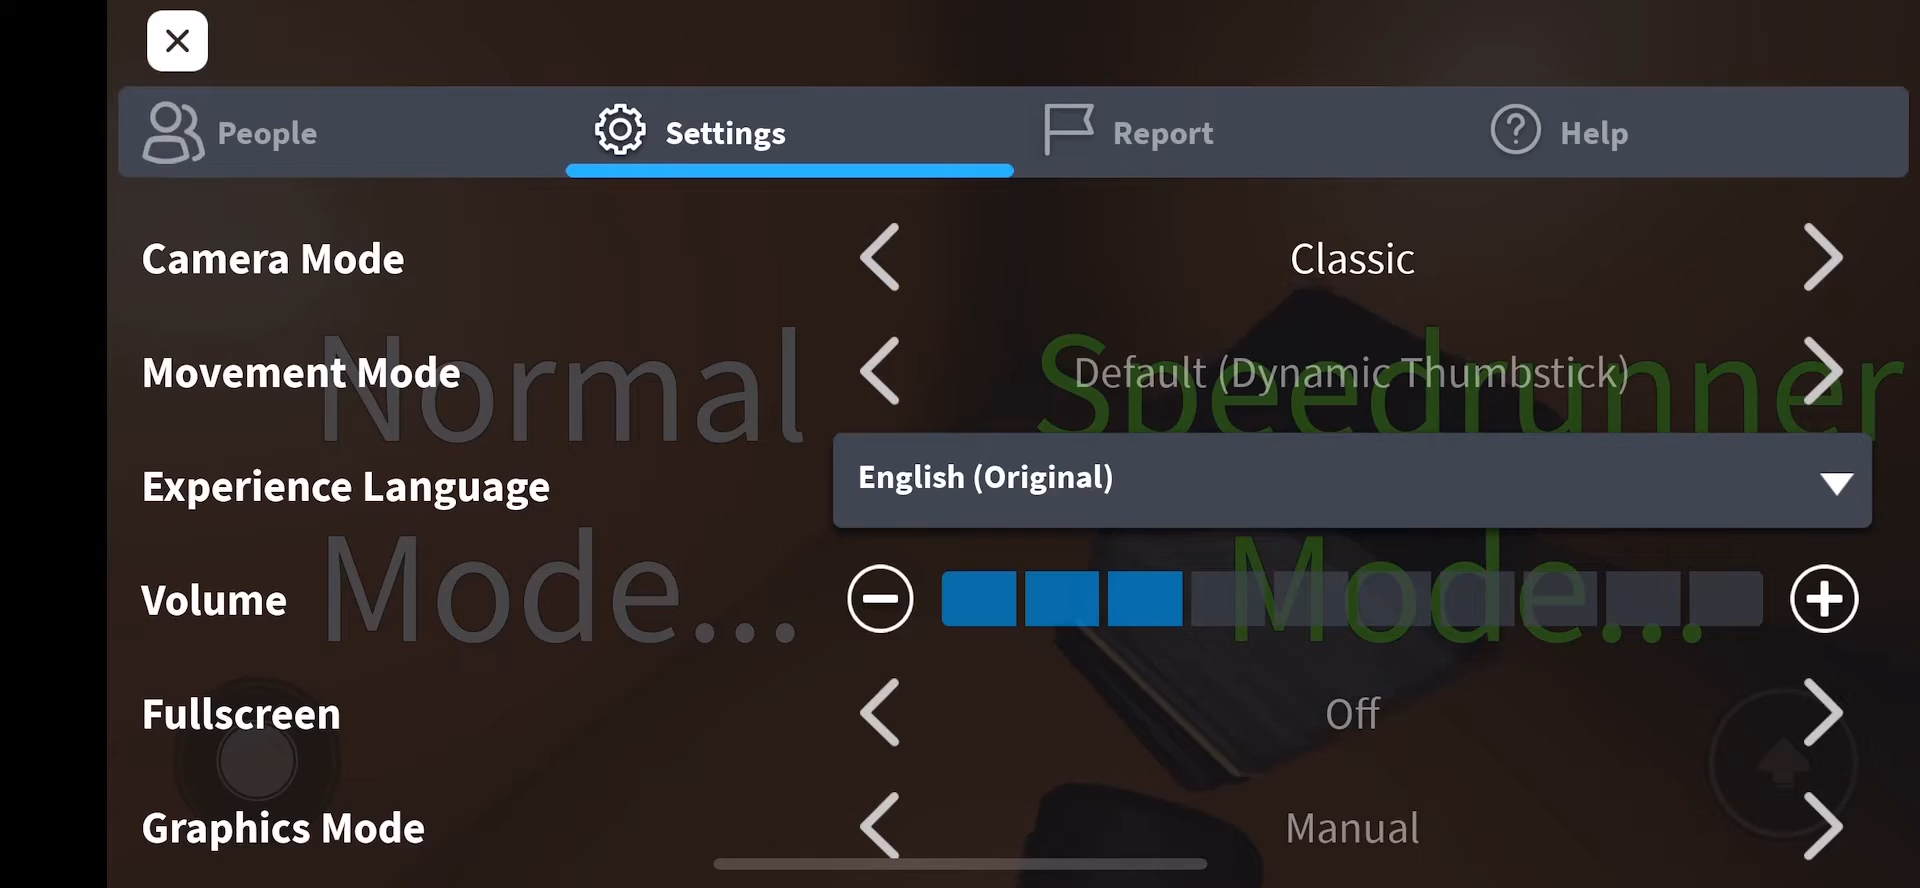 People Settings Report Help
Camera Mode Classic
Normal Speedrunner
Movement Mode Default (Dynamic Thumbstick)
Experience Language English (Original)
Mode... Mode...
Volume
Fullscreen Off
Graphics Mode Manual